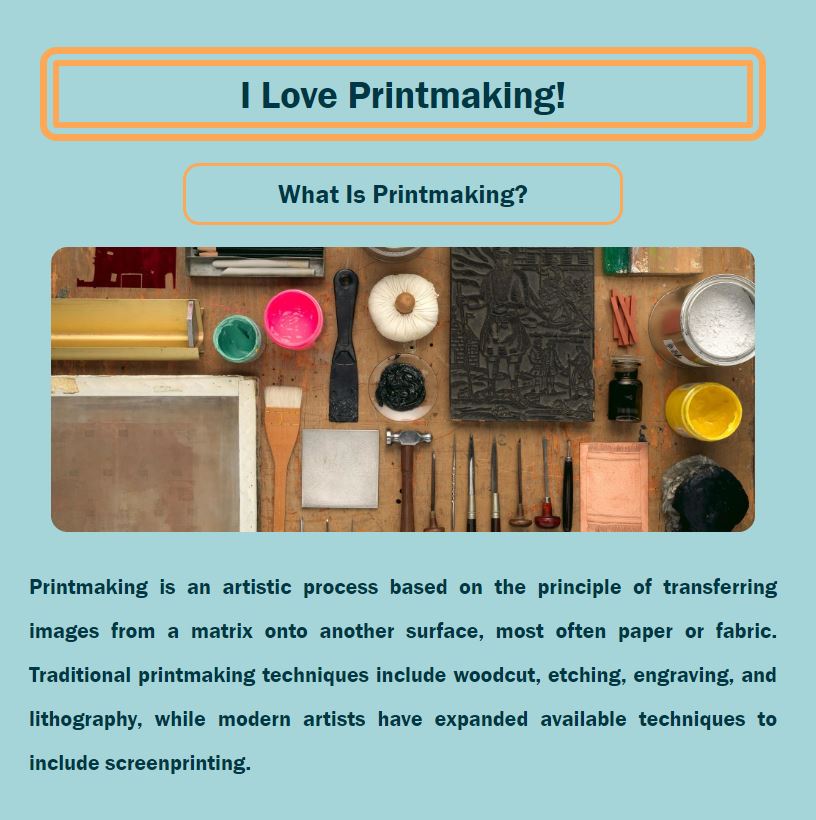 I Love Printmaking!
What Is Printmaking?
Printmaking is an artistic process based on the principle of transferring
images from a matrix onto another surface, most often paper or fabric.
Traditional printmaking techniques include woodcut, etching, engraving, and
lithography, while modern artists have expanded available techniques to
include screenprinting.